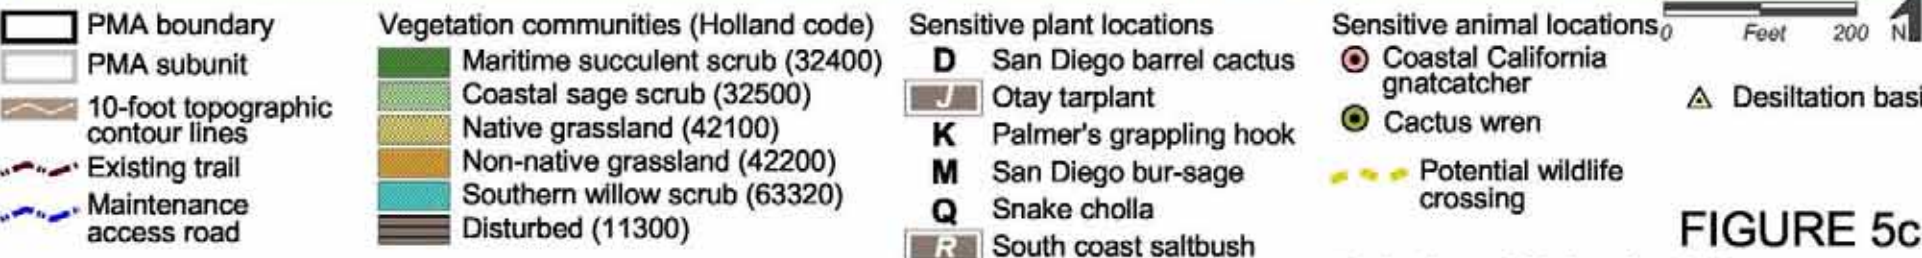 PMA boundary
PMA subunit
10-foot topographic
contour lines
Existing trail
Maintenance
access road
Vegetation communities (Holland code)
Maritime succulent scrub (32400)
Coastal sage scrub (32500)
Native grassland (42100)
Non-native grassland (42200)
Southern willow scrub (63320)
Disturbed (11300)
Sensitive plant locations
D San Diego barrel cactus
J Otay tarplant
K Palmer's grappling hook
M San Diego bur-sage
Q Snake cholla
R South coast saltbush
Sensitive animal locations
Coastal California
gnatcatcher
Cactus wren
Potential wildlife
crossing
0 Feet 200 N
Desiltation basi
FIGURE 5c